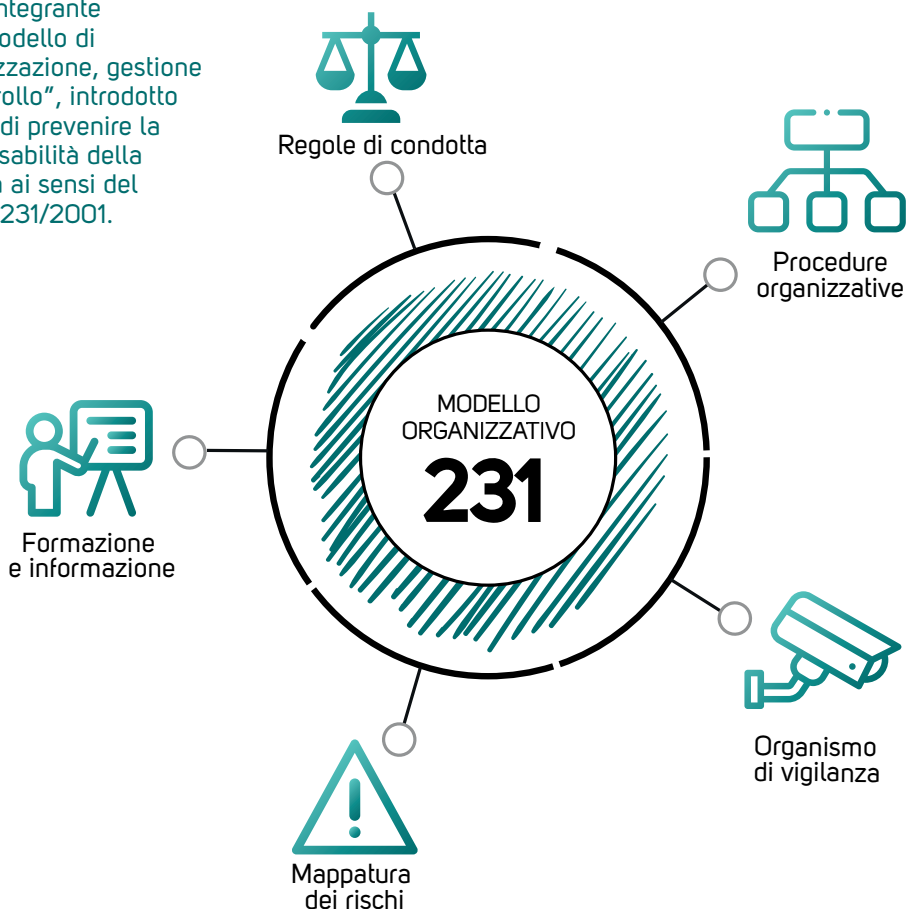 integrante
odello di
zzazione, gestione
rollo”, introdotto
di prevenire la
sabilità della
ai sensi del
231/2001.
Regole di condotta
Procedure
organizzative
MODELLO
ORGANIZZATIVO
231
Formazione
e informazione
Organismo
di vigilanza
Mappatura
dei rischi